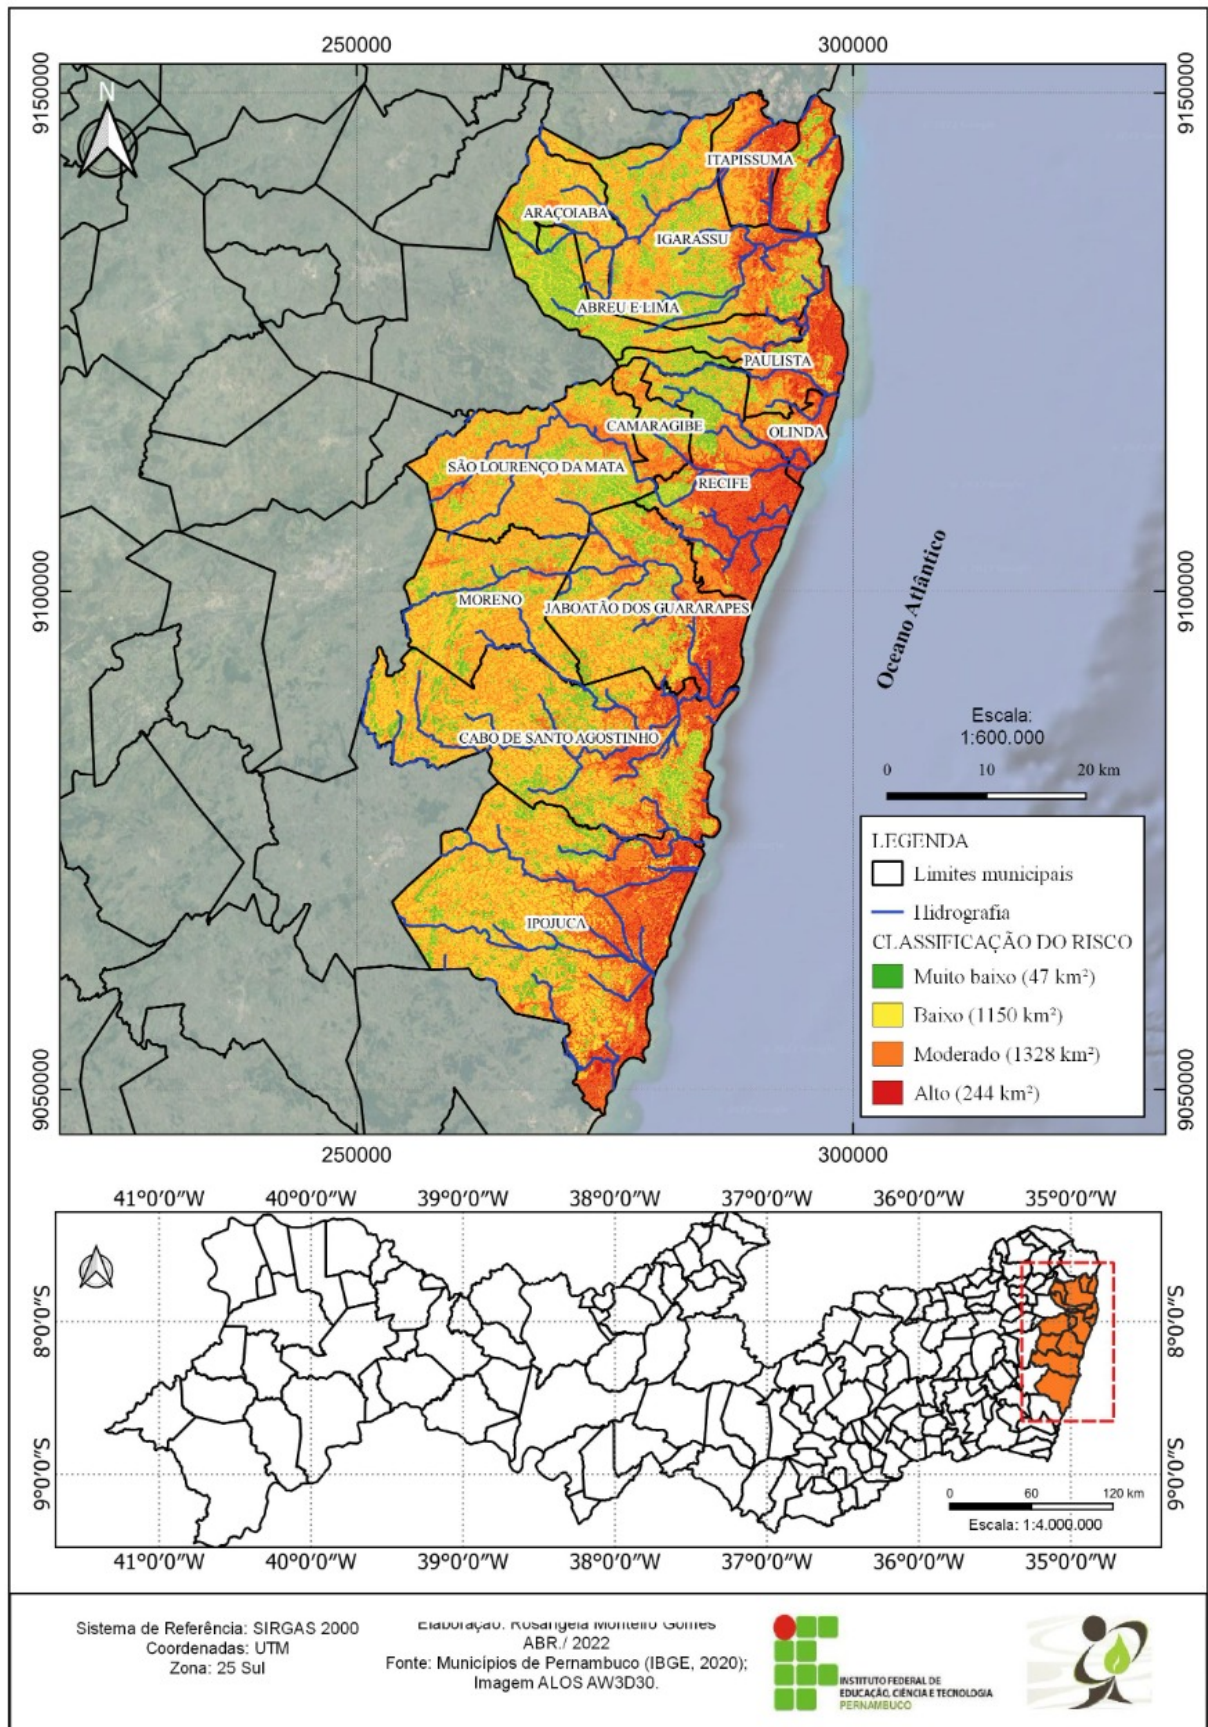 250000
300000
9150000
9150000
N
ITAPISSUMA
ARAÇOIABA
IGARASSU
ABREU E LIMA
PAULISTA
CAMARAGIBE
OLINDA
SÃO LOURENÇO DA MATA
RECIFE
9100000
9100000
MORENO
JABOATÃO DOS GUARARAPES
Oceano Atlântico
CABO DE SANTO AGOSTINHO
Escala:
1:600.000
0 10 20 km
IPOJUCA
LEGENDA
Limites municipais
Hidrografia
CLASSIFICAÇÃO DO RISCO
Muito baixo (47 km²)
Baixo (1150 km²)
Moderado (1328 km²)
Alto (244 km²)
9050000
9050000
250000
300000
41°0'0"W 40°0'0"W 39°0'0"W 38°0'0"W 37°0'0"W 36°0'0"W 35°0'0"W
8°0'0"S
8°0'0"S
9°0'0"S
9°0'0"S
0 60 120 km
Escala: 1:4.000.000
41°0'0"W 40°0'0"W 39°0'0"W 38°0'0"W 37°0'0"W 36°0'0"W 35°0'0"W
Sistema de Referência: SIRGAS 2000
Coordenadas: UTM
Zona: 25 Sul
Elaboração: Rosangela Monteiro Gomes
ABR./ 2022
Fonte: Municípios de Pernambuco (IBGE, 2020);
Imagem ALOS AW3D30.
INSTITUTO FEDERAL DE
EDUCAÇÃO, CIÊNCIA E TECNOLOGIA
PERNAMBUCO